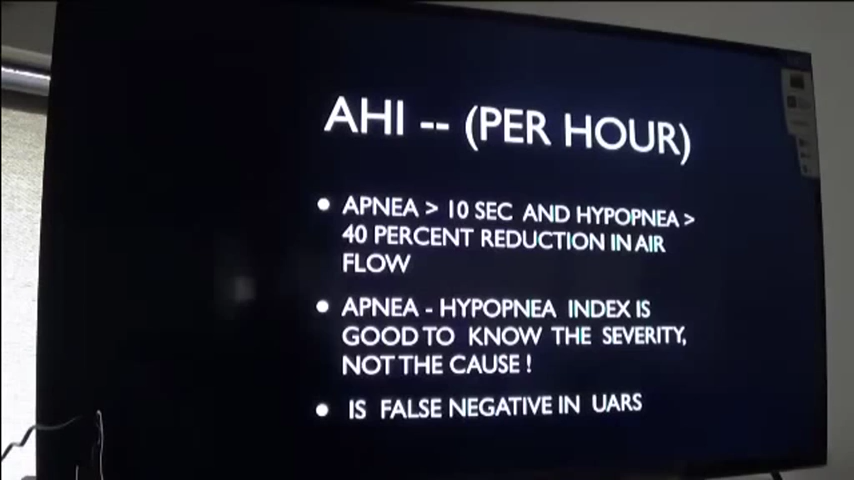 AHI -- (PER HOUR)
• APNEA > 10 SEC AND HYPOPNEA >
40 PERCENT REDUCTION IN AIR
FLOW
• APNEA - HYPOPNEA INDEX IS
GOOD TO KNOW THE SEVERITY,
NOT THE CAUSE !
• IS FALSE NEGATIVE IN UARS